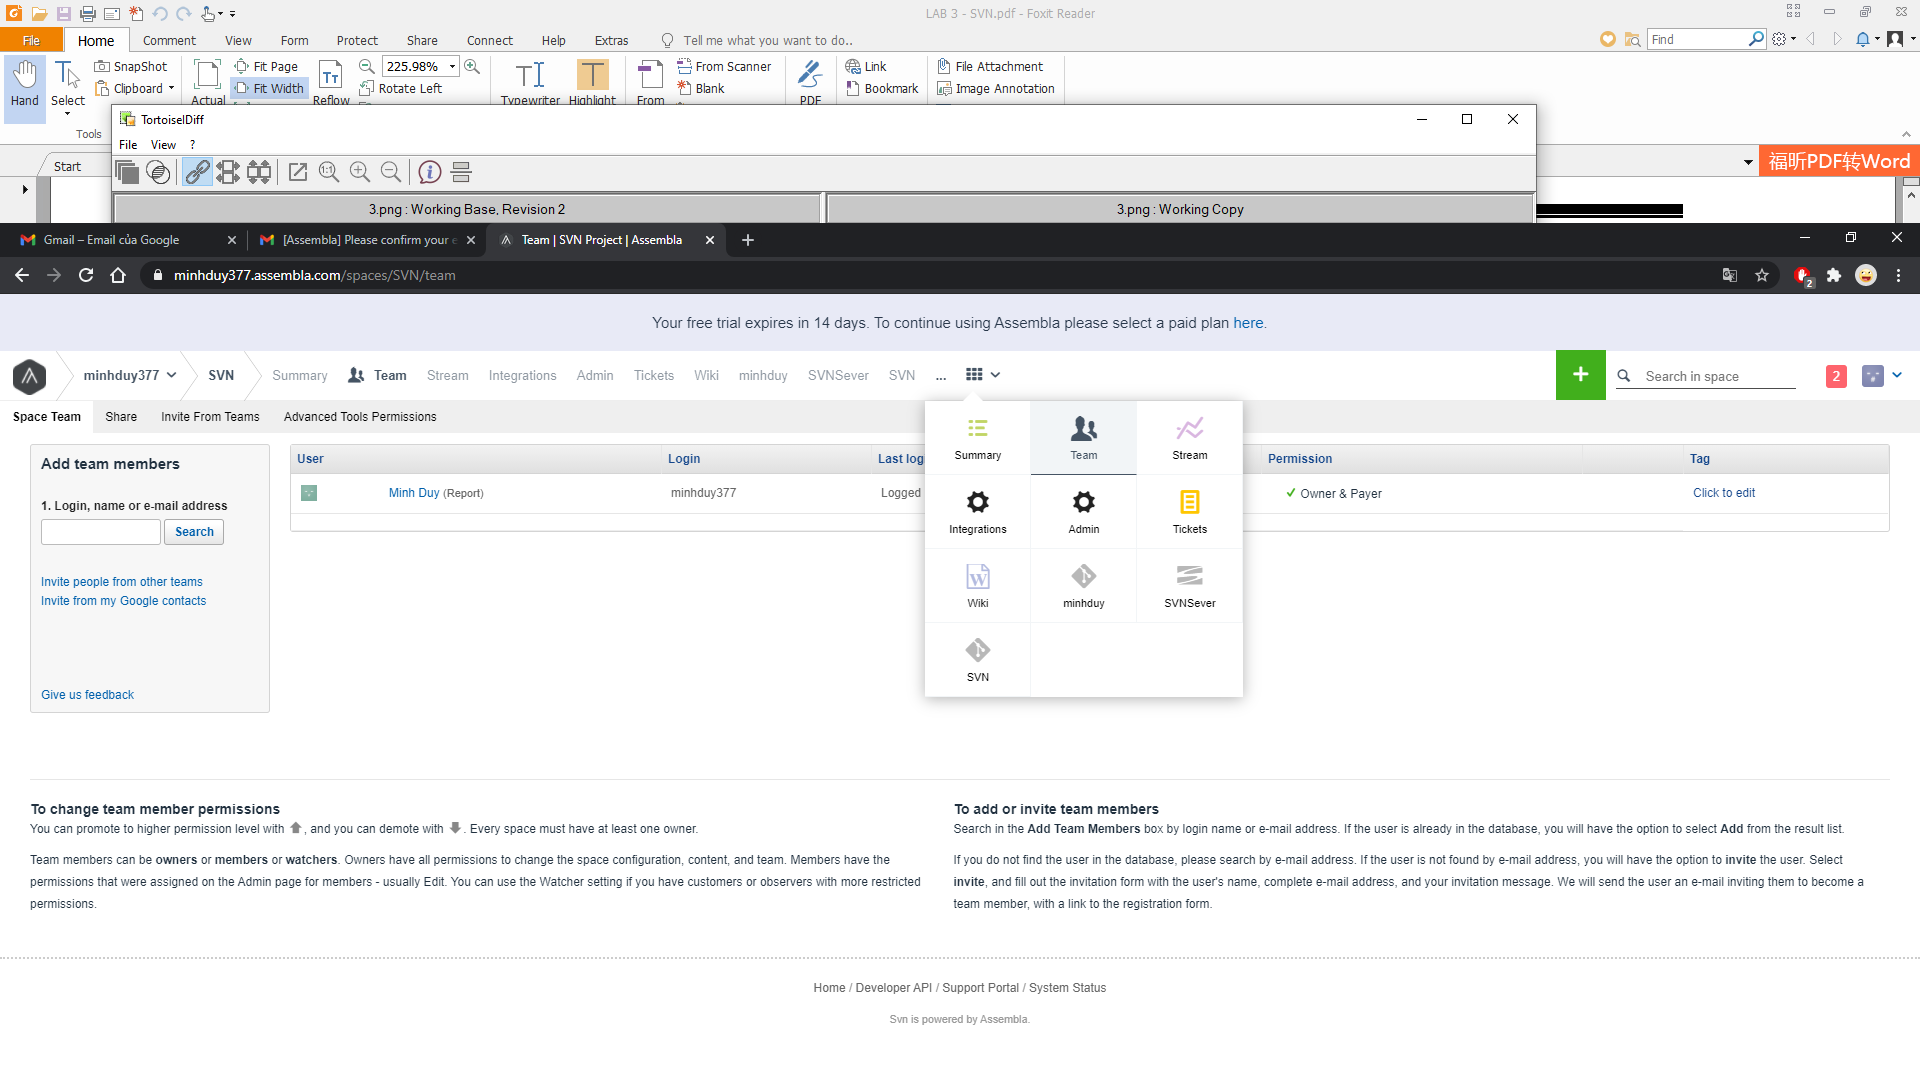 LAB 3 - SVN.pdf - Foxit Reader
File Home Comment View Form Protect Share Connect Help Extras Tell me what you want to do.. Find
Hand
Select
Tools
SnapShot
Clipboard
Actual
Fit Page
Fit Width
Reflow
225.98%
Rotate Left
Typewriter
Highlight
From
From Scanner
Blank
PDF
Link
Bookmark
File Attachment
Image Annotation
Start
福昕PDF转Word
TortoiseIDiff
File View ?
3.png : Working Base, Revision 2
3.png : Working Copy
Gmail – Email của Google
[Assembla] Please confirm your e
Team | SVN Project | Assembla
minhduy377.assembla.com/spaces/SVN/team
2
Your free trial expires in 14 days. To continue using Assembla please select a paid plan here.
minhduy377 SVN Summary Team Stream Integrations Admin Tickets Wiki minhduy SVNSever SVN ...
+
Search in space
2
Space Team Share Invite From Teams Advanced Tools Permissions
Add team members
1. Login, name or e-mail address
Search
Invite people from other teams
Invite from my Google contacts
Give us feedback
User Login Last log Permission Tag
Minh Duy (Report) minhduy377 Logged Owner & Payer Click to edit
Summary Team Stream
Integrations Admin Tickets
Wiki minhduy SVNSever
SVN
To change team member permissions
You can promote to higher permission level with , and you can demote with . Every space must have at least one owner.
Team members can be owners or members or watchers. Owners have all permissions to change the space configuration, content, and team. Members have the
permissions that were assigned on the Admin page for members - usually Edit. You can use the Watcher setting if you have customers or observers with more restricted
permissions.
To add or invite team members
Search in the Add Team Members box by login name or e-mail address. If the user is already in the database, you will have the option to select Add from the result list.
If you do not find the user in the database, please search by e-mail address. If the user is not found by e-mail address, you will have the option to invite the user. Select
invite, and fill out the invitation form with the user's name, complete e-mail address, and your invitation message. We will send the user an e-mail inviting them to become a
team member, with a link to the registration form.
Home / Developer API / Support Portal / System Status
Svn is powered by Assembla.